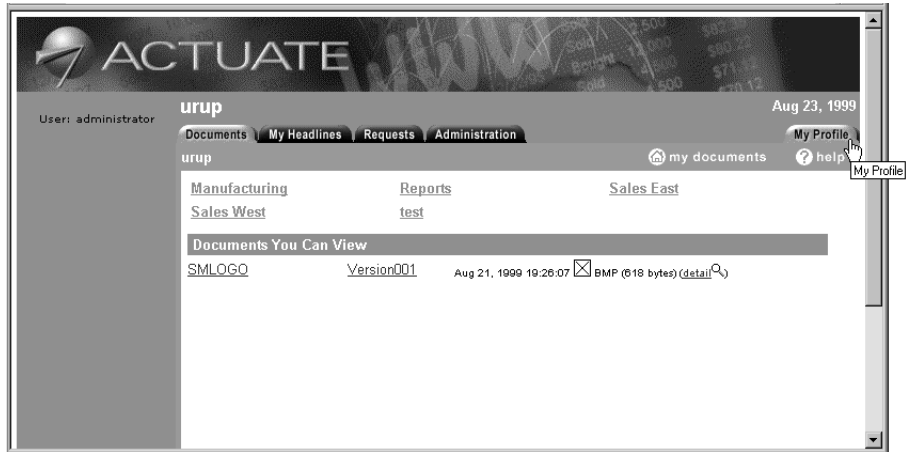 ACTUATE
User: administrator
urup Aug 23, 1999
Documents My Headlines Requests Administration My Profile
urup my documents ? help
My Profile
Manufacturing Reports Sales East
Sales West test
Documents You Can View
SMLOGO Version001 Aug 21, 1999 19:26:07 BMP (618 bytes) (detail)